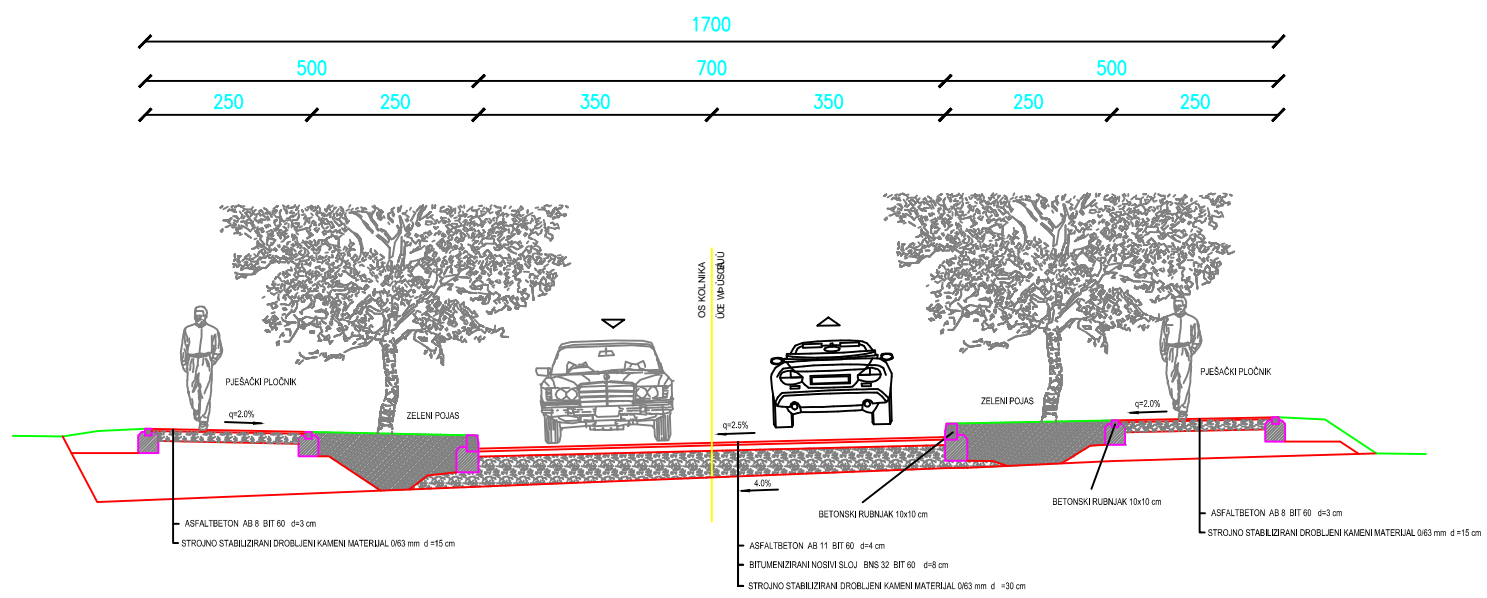 1700
500 700 500
250 250 350 350 250 250
OS KOLNIKA
PJEŠAČKI PLOČNIK
PJEŠAČKI PLOČNIK
ZELENI POJAS
ZELENI POJAS
q=2.0%
q=2.0%
q=2.5%
4.0%
BETONSKI RUBNJAK 10x10 cm
BETONSKI RUBNJAK 10x10 cm
ASFALTBETON AB 8 BIT 60 d=3 cm
STROJNO STABILIZIRANI DROBLJENI KAMENI MATERIJAL 0/63 mm d =15 cm
ASFALTBETON AB 11 BIT 60 d=4 cm
BITUMENIZIRANI NOSIVI SLOJ BNS 32 BIT 60 d=8 cm
STROJNO STABILIZIRANI DROBLJENI KAMENI MATERIJAL 0/63 mm d =30 cm
ASFALTBETON AB 8 BIT 60 d=3 cm
STROJNO STABILIZIRANI DROBLJENI KAMENI MATERIJAL 0/63 mm d =15 cm